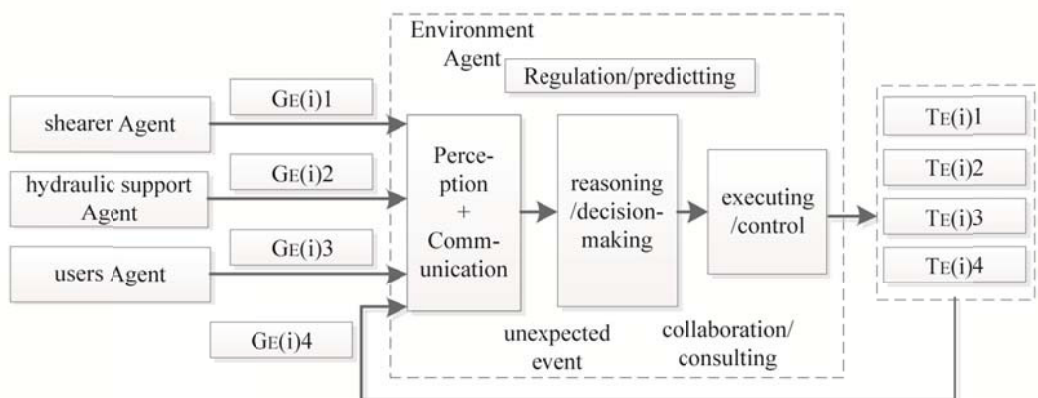 Environment
Agent
Regulation/predictting
GE(i)1
shearer Agent
GE(i)2
hydraulic support
Agent
GE(i)3
users Agent
GE(i)4
Perce-
ption
+
Comm-
unication
reasoning
/decision-
making
executing
/control
unexpected
event
collaboration/
consulting
TE(i)1
TE(i)2
TE(i)3
TE(i)4